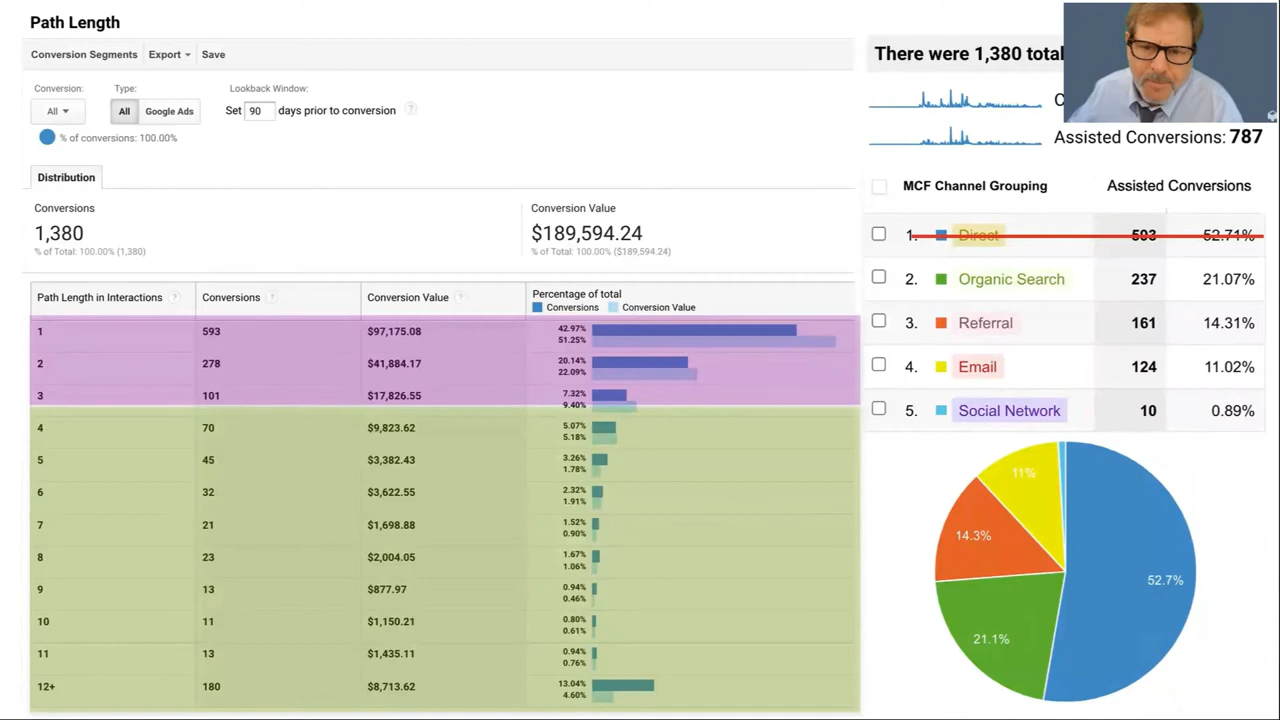 Path Length
Conversion Segments Export Save
Conversion: Type: Lookback Window:
All All Google Ads Set 90 days prior to conversion ?
% of conversions: 100.00%
Distribution
Conversions Conversion Value
1,380 $189,594.24
% of Total: 100.00% (1,380) % of Total: 100.00% ($189,594.24)
Path Length in Interactions ? Conversions ? Conversion Value ? Percentage of total
Conversions Conversion Value
1 593 $97,175.08 42.97%
51.25%
2 278 $41,884.17 20.14%
22.09%
3 101 $17,826.55 7.32%
9.40%
4 70 $9,823.62 5.07%
5.18%
5 45 $3,382.43 3.26%
1.78%
6 32 $3,622.55 2.32%
1.91%
7 21 $1,698.88 1.52%
0.90%
8 23 $2,004.05 1.67%
1.06%
9 13 $877.97 0.94%
0.46%
10 11 $1,150.21 0.80%
0.61%
11 13 $1,435.11 0.94%
0.76%
12+ 180 $8,713.62 13.04%
4.60%
There were 1,380 total
C
Assisted Conversions: 787
MCF Channel Grouping Assisted Conversions
1. Direct 593 52.71%
2. Organic Search 237 21.07%
3. Referral 161 14.31%
4. Email 124 11.02%
5. Social Network 10 0.89%
11%
14.3%
52.7%
21.1%